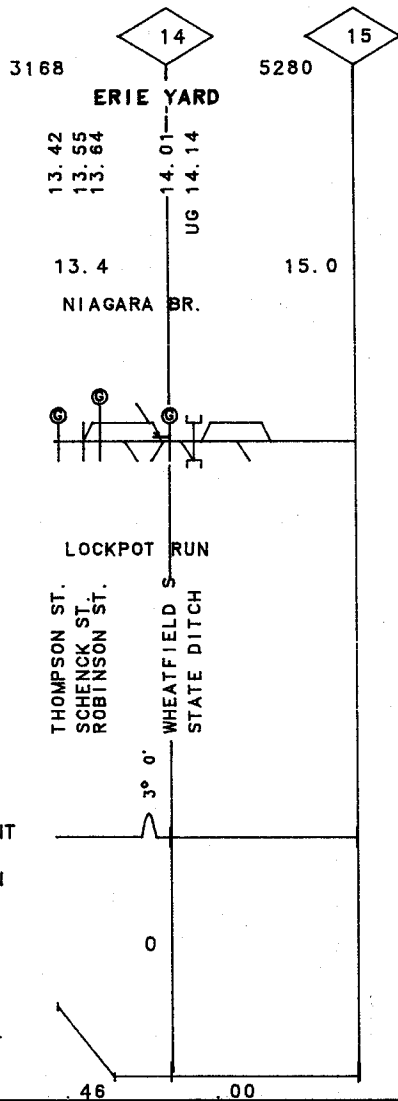 14 15
3168 5280
ERIE YARD
13.42
13.55
13.64
14.01
UG 14.14
13.4 15.0
NIAGARA BR.
G G G
LOCKPOT RUN
THOMPSON ST.
SCHENCK ST.
ROBINSON ST.
WHEATFIELD S
STATE DITCH
3° 0'
T
0
.46 .00